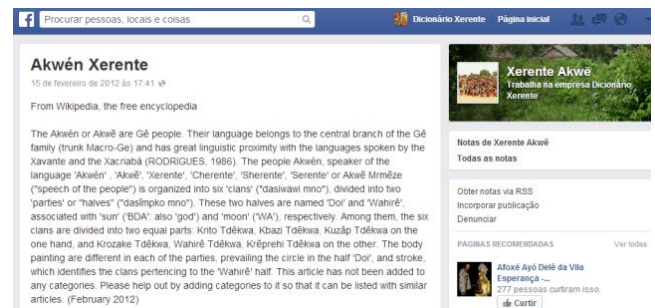 Procurar pessoas, locais e coisas
Dicionário Xerente Página inicial
Akwén Xerente
15 de fevereiro de 2012 às 17:41
From Wikipedia, the free encyclopedia
The Akwén or Akwẽ are Gê people. Their language belongs to the central branch of the Gê
family (trunk Macro-Ge) and has great linguistic proximity with the languages spoken by the
Xavante and the Xacriabá (RODRIGUES, 1986). The people Akwén, speaker of the
language 'Akwén' , 'Akwẽ', 'Xerente', 'Cherente', 'Sherente', 'Serente' or Akwẽ Mrmẽze
("speech of the people") is organized into six 'clans' ("dasiwawi mno"), divided into two
'parties' or "halves" ("dasĩmpko mno"). These two halves are named 'Doi' and 'Wahirê',
associated with 'sun' ('BDA': also 'god') and 'moon' ('WA'), respectively. Among them, the six
clans are divided into two equal parts: Krito Tdêkwa, Kbazi Tdêkwa, Kuzâp Tdêkwa on the
one hand, and Krozake Tdêkwa, Wahirê Tdêkwa, Krẽprehi Tdêkwa on the other. The body
painting are different in each of the parties, prevailing the circle in the half 'Doi', and stroke,
which identifies the clans pertencing to the 'Wahirê' half. This article has not been added to
any categories. Please help out by adding categories to it so that it can be listed with similar
articles. (February 2012)
Xerente Akwẽ
Trabalha na empresa Dicionário
Xerente
Notas de Xerente Akwẽ
Todas as notas
Obter notas via RSS
Incorporar publicação
Denunciar
PÁGINAS RECOMENDADAS Ver todas
Afoxé Ayó Delê da Vila
Esperança -...
277 pessoas curtiram isso.
Curtir